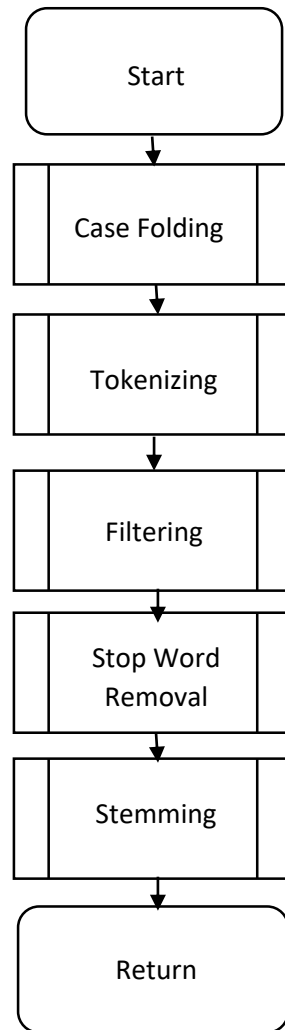 Start
Case Folding
Tokenizing
Filtering
Stop Word
Removal
Stemming
Return